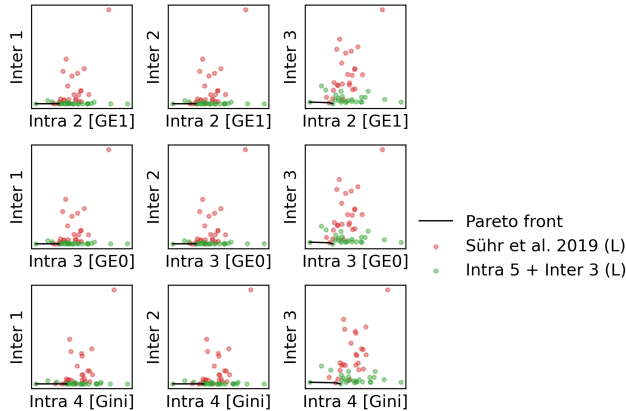 Inter 1
Intra 2 [GE1]
Inter 2
Intra 2 [GE1]
Inter 3
Intra 2 [GE1]
Inter 1
Intra 3 [GE0]
Inter 2
Intra 3 [GE0]
Inter 3
Intra 3 [GE0]
Inter 1
Intra 4 [Gini]
Inter 2
Intra 4 [Gini]
Inter 3
Intra 4 [Gini]
Pareto front
Sühr et al. 2019 (L)
Intra 5 + Inter 3 (L)